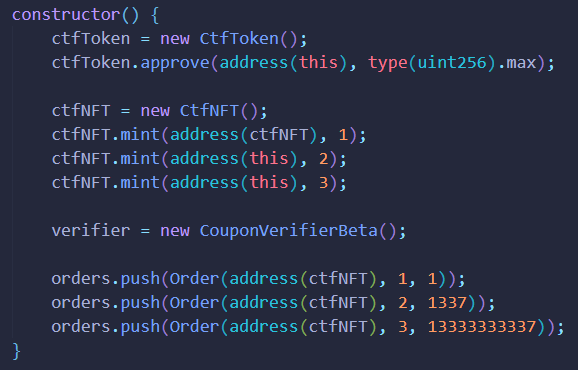 constructor() {
    ctfToken = new CtfToken();
    ctfToken.approve(address(this), type(uint256).max);

    ctfNFT = new CtfNFT();
    ctfNFT.mint(address(ctfNFT), 1);
    ctfNFT.mint(address(this), 2);
    ctfNFT.mint(address(this), 3);

    verifier = new CouponVerifierBeta();

    orders.push(Order(address(ctfNFT), 1, 1));
    orders.push(Order(address(ctfNFT), 2, 1337));
    orders.push(Order(address(ctfNFT), 3, 13333333337));
}